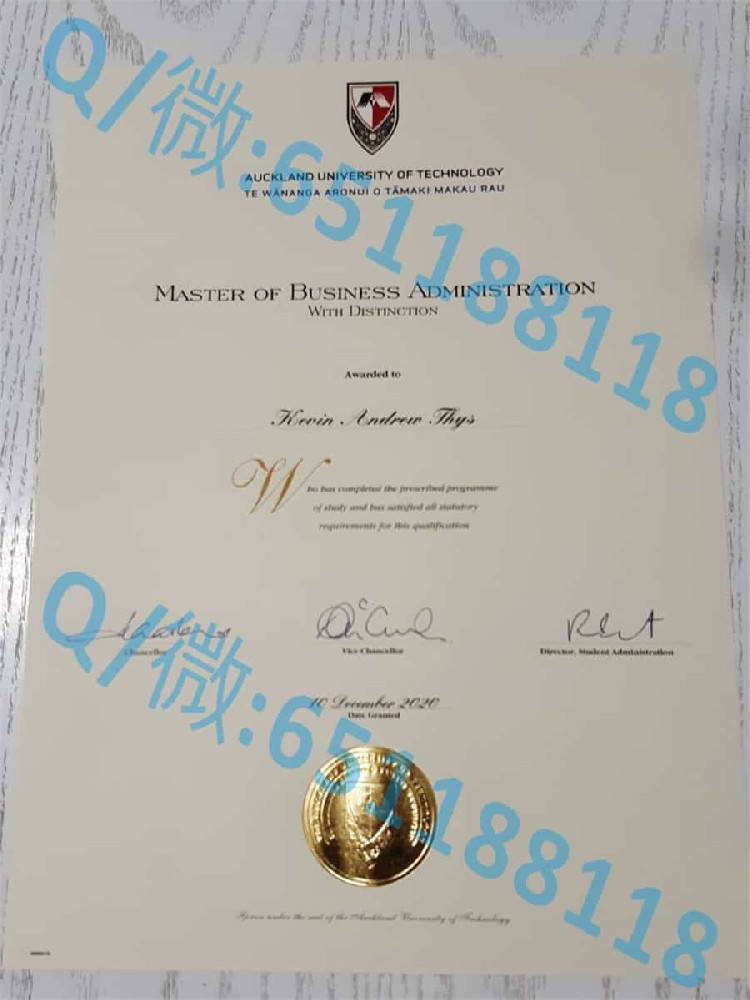 Q/微:651188118
AUCKLAND UNIVERSITY OF TECHNOLOGY
TE WĀNANGA ARONUI O TĀMAKI MAKAU RAU
MASTER OF BUSINESS ADMINISTRATION
WITH DISTINCTION
Awarded to
Kevin Andrew Thys
Who has completed the prescribed programme
of study and has satisfied all statutory
requirements for this qualification
Chancellor
Vice-Chancellor
Director, Student Administration
Q/微:651188118
10 December 2020
Date Granted
Given under the seal of the Auckland University of Technology